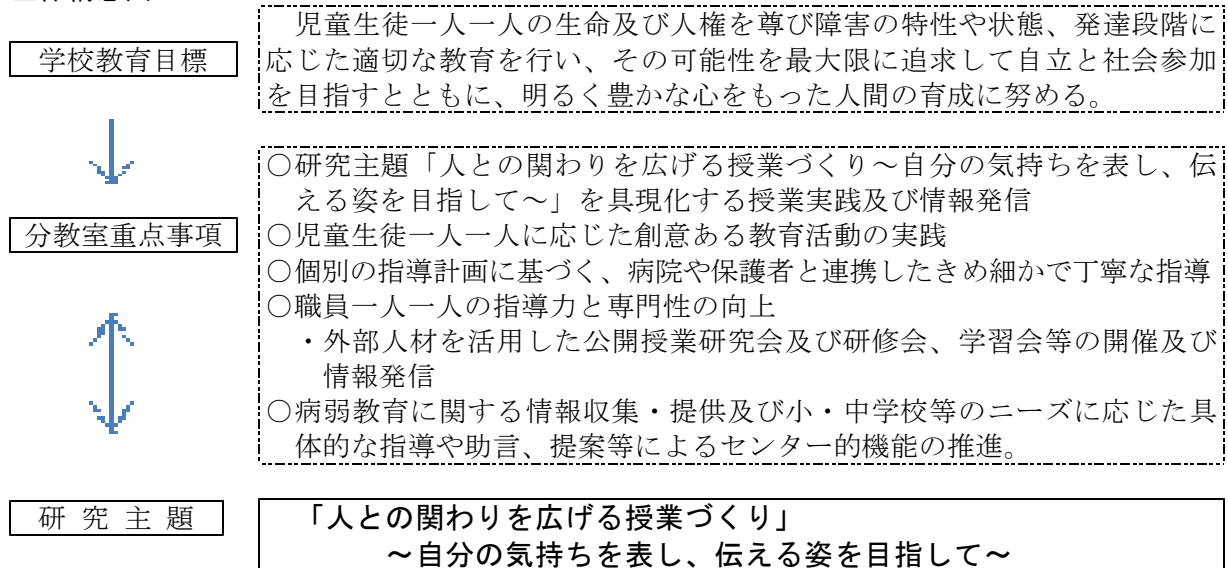 学校教育目標
児童生徒一人一人の生命及び人権を尊び障害の特性や状態、発達段階に
応じた適切な教育を行い、その可能性を最大限に追求して自立と社会参加
を目指すとともに、明るく豊かな心をもった人間の育成に努める。
分教室重点事項
○研究主題「人との関わりを広げる授業づくり～自分の気持ちを表し、伝
える姿を目指して～」を具現化する授業実践及び情報発信
○児童生徒一人一人に応じた創意ある教育活動の実践
○個別の指導計画に基づく、病院や保護者と連携したきめ細かで丁寧な指導
○職員一人一人の指導力と専門性の向上
・外部人材を活用した公開授業研究会及び研修会、学習会等の開催及び
情報発信
○病弱教育に関する情報収集・提供及び小・中学校等のニーズに応じた具
体的な指導や助言、提案等によるセンター的機能の推進。
研究主題
「人との関わりを広げる授業づくり」
～自分の気持ちを表し、伝える姿を目指して～